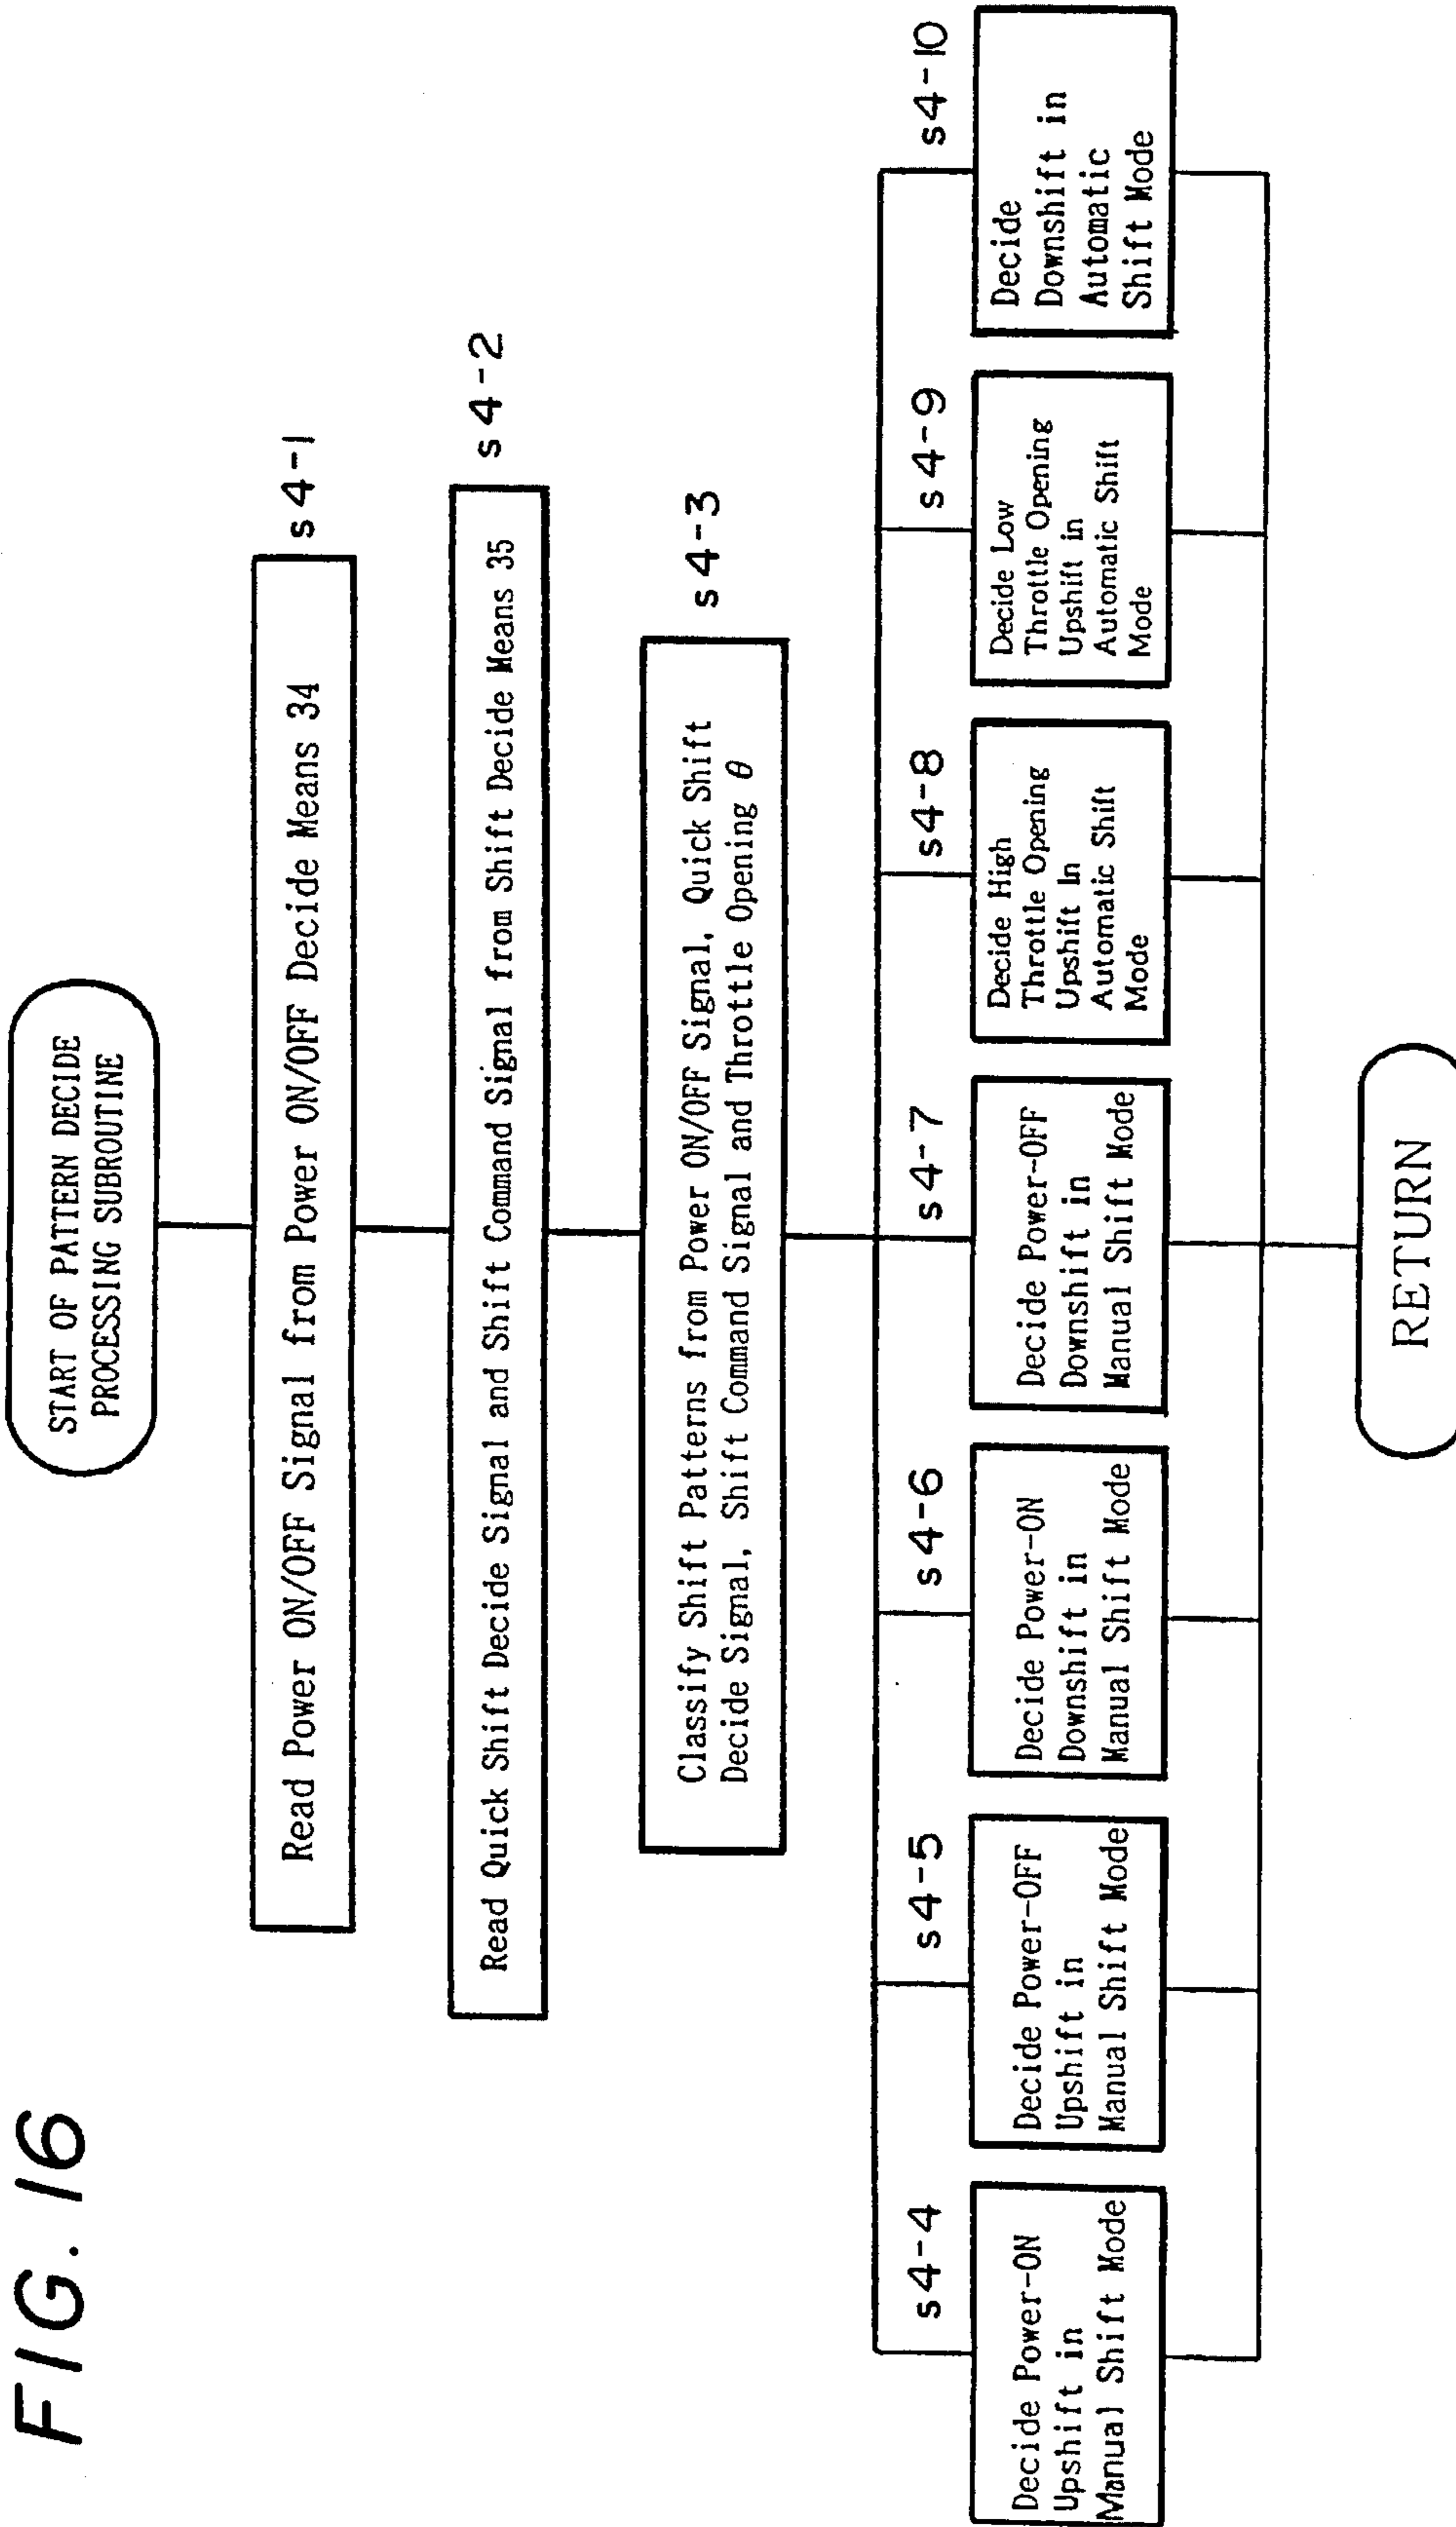 FIG. 16
START OF PATTERN DECIDE
PROCESSING SUBROUTINE
Read Power ON/OFF Signal from Power ON/OFF Decide Means 34
s4-1
Read Quick Shift Decide Signal and Shift Command Signal from Shift Decide Means 35
s4-2
Classify Shift Patterns from Power ON/OFF Signal, Quick Shift
Decide Signal, Shift Command Signal and Throttle Opening θ
s4-3
s4-4
Decide Power-ON
Upshift in
Manual Shift Mode
s4-5
Decide Power-OFF
Upshift in
Manual Shift Mode
s4-6
Decide Power-ON
Downshift in
Manual Shift Mode
s4-7
Decide Power-OFF
Downshift in
Manual Shift Mode
s4-8
Decide High
Throttle Opening
Upshift In
Automatic Shift
Mode
s4-9
Decide Low
Throttle Opening
Upshift in
Automatic Shift
Mode
s4-10
Decide
Downshift in
Automatic
Shift Mode
RETURN